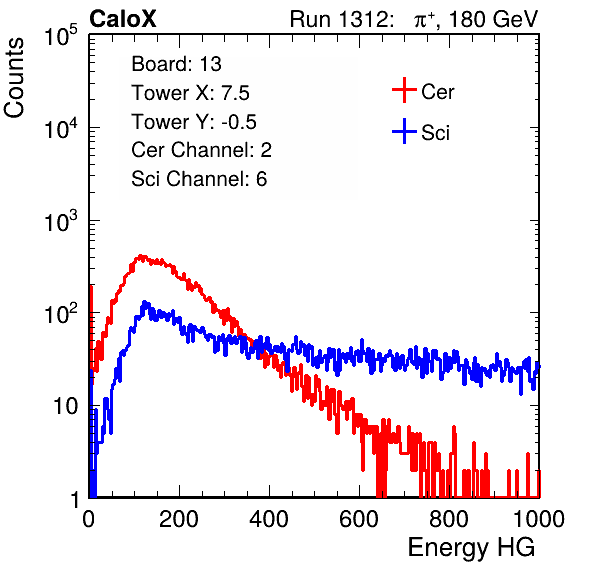 CaloX Run 1312: π⁺, 180 GeV
Counts
10⁵
10⁴
10³
10²
10
1
Board: 13
Tower X: 7.5
Tower Y: -0.5
Cer Channel: 2
Sci Channel: 6
Cer
Sci
0 200 400 600 800 1000
Energy HG